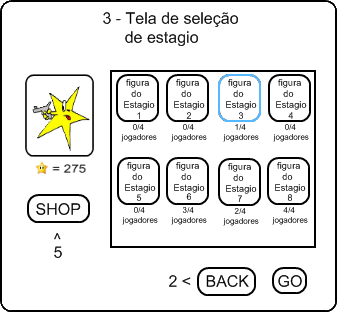 3 - Tela de seleção
de estagio
figura
do
Estagio
1
0/4
jogadores
figura
do
Estagio
2
0/4
jogadores
figura
do
Estagio
3
1/4
jogadores
figura
do
Estagio
4
0/4
jogadores
= 275
figura
do
Estagio
5
0/4
jogadores
figura
do
Estagio
6
3/4
jogadores
figura
do
Estagio
7
2/4
jogadores
figura
do
Estagio
8
4/4
jogadores
SHOP
^
5
2 < BACK GO